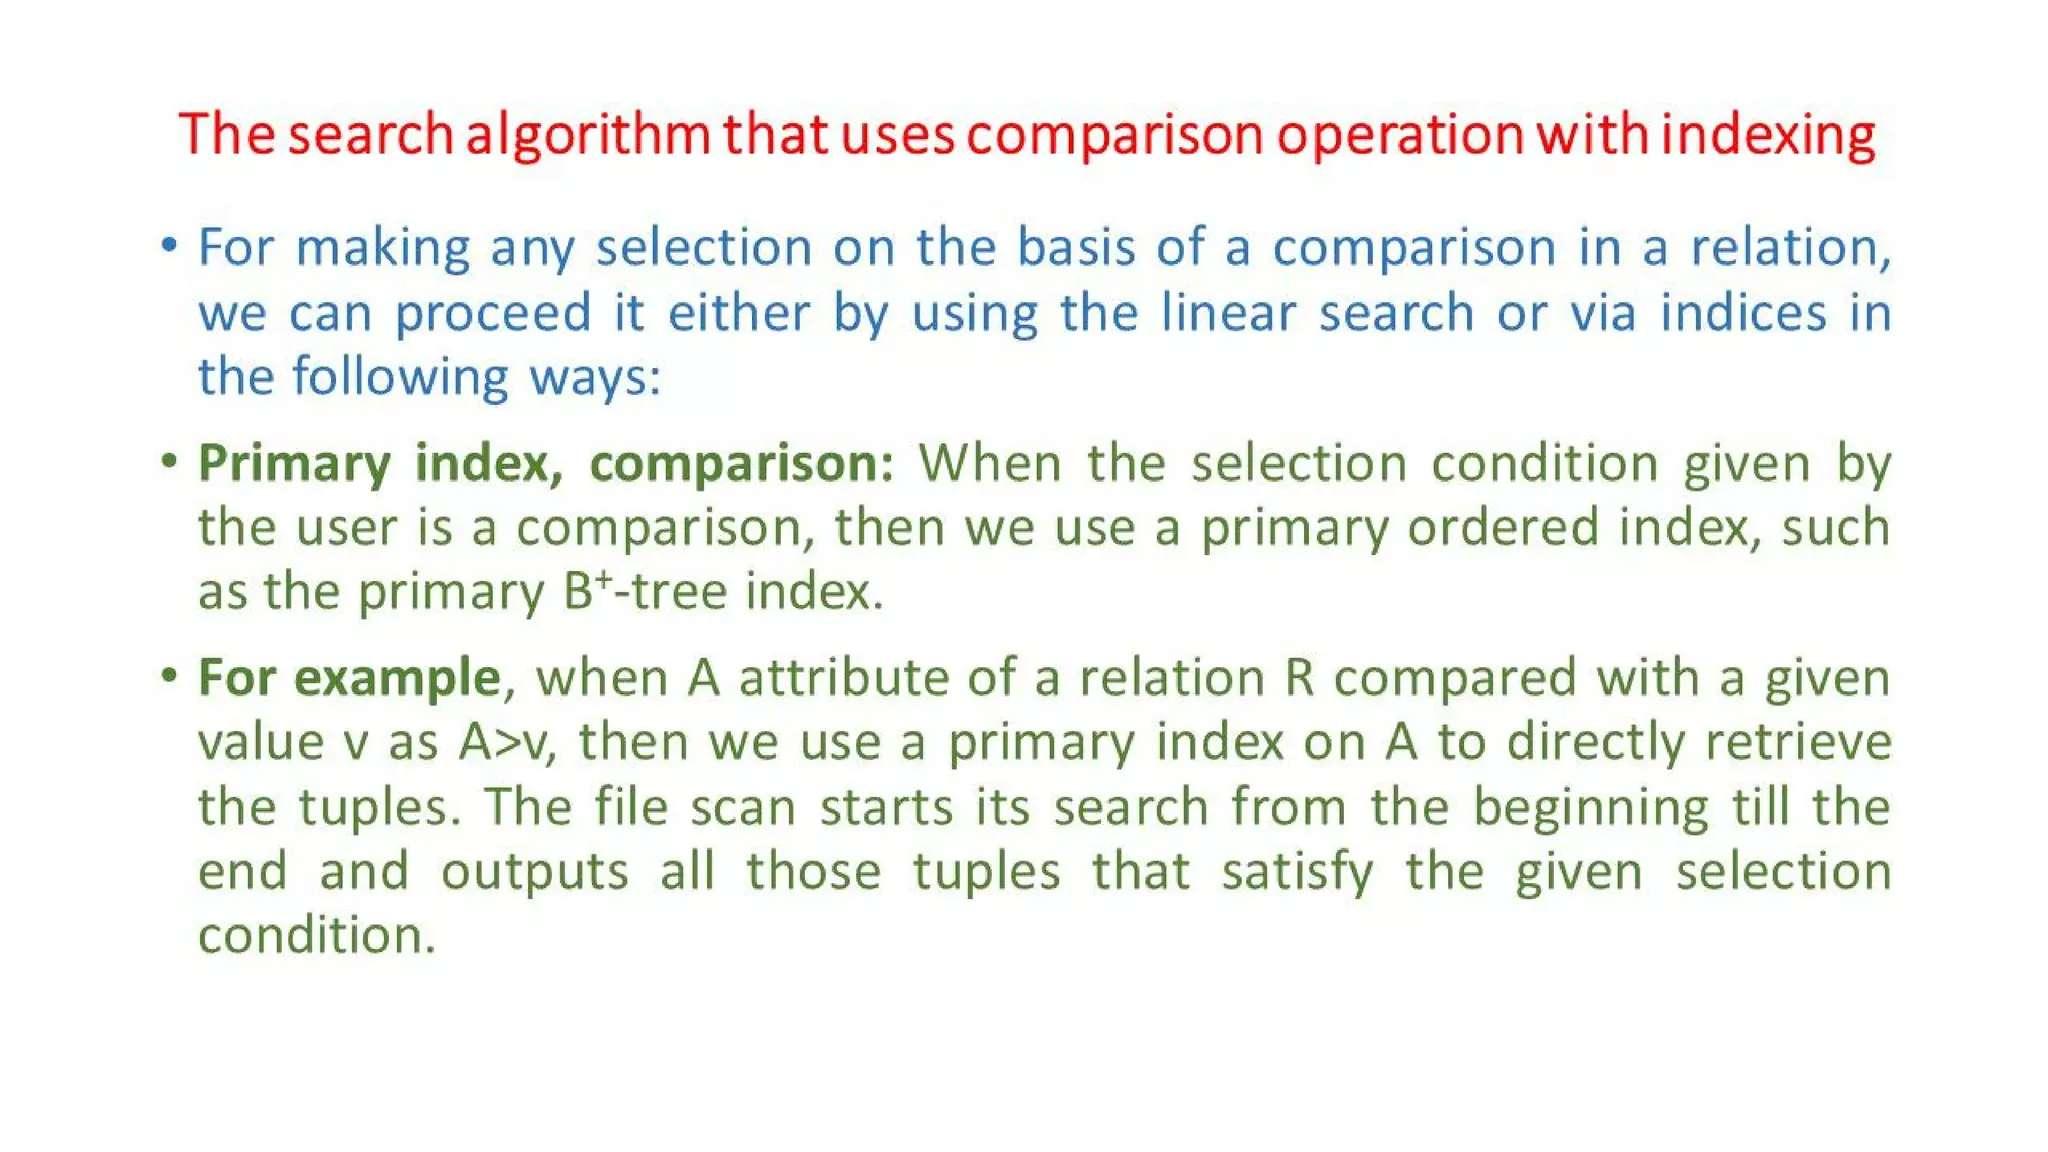 The search algorithm that uses comparison operation with indexing
• For making any selection on the basis of a comparison in a relation,
we can proceed it either by using the linear search or via indices in
the following ways:
• Primary index, comparison: When the selection condition given by
the user is a comparison, then we use a primary ordered index, such
as the primary B⁺-tree index.
• For example, when A attribute of a relation R compared with a given
value v as A>v, then we use a primary index on A to directly retrieve
the tuples. The file scan starts its search from the beginning till the
end and outputs all those tuples that satisfy the given selection
condition.